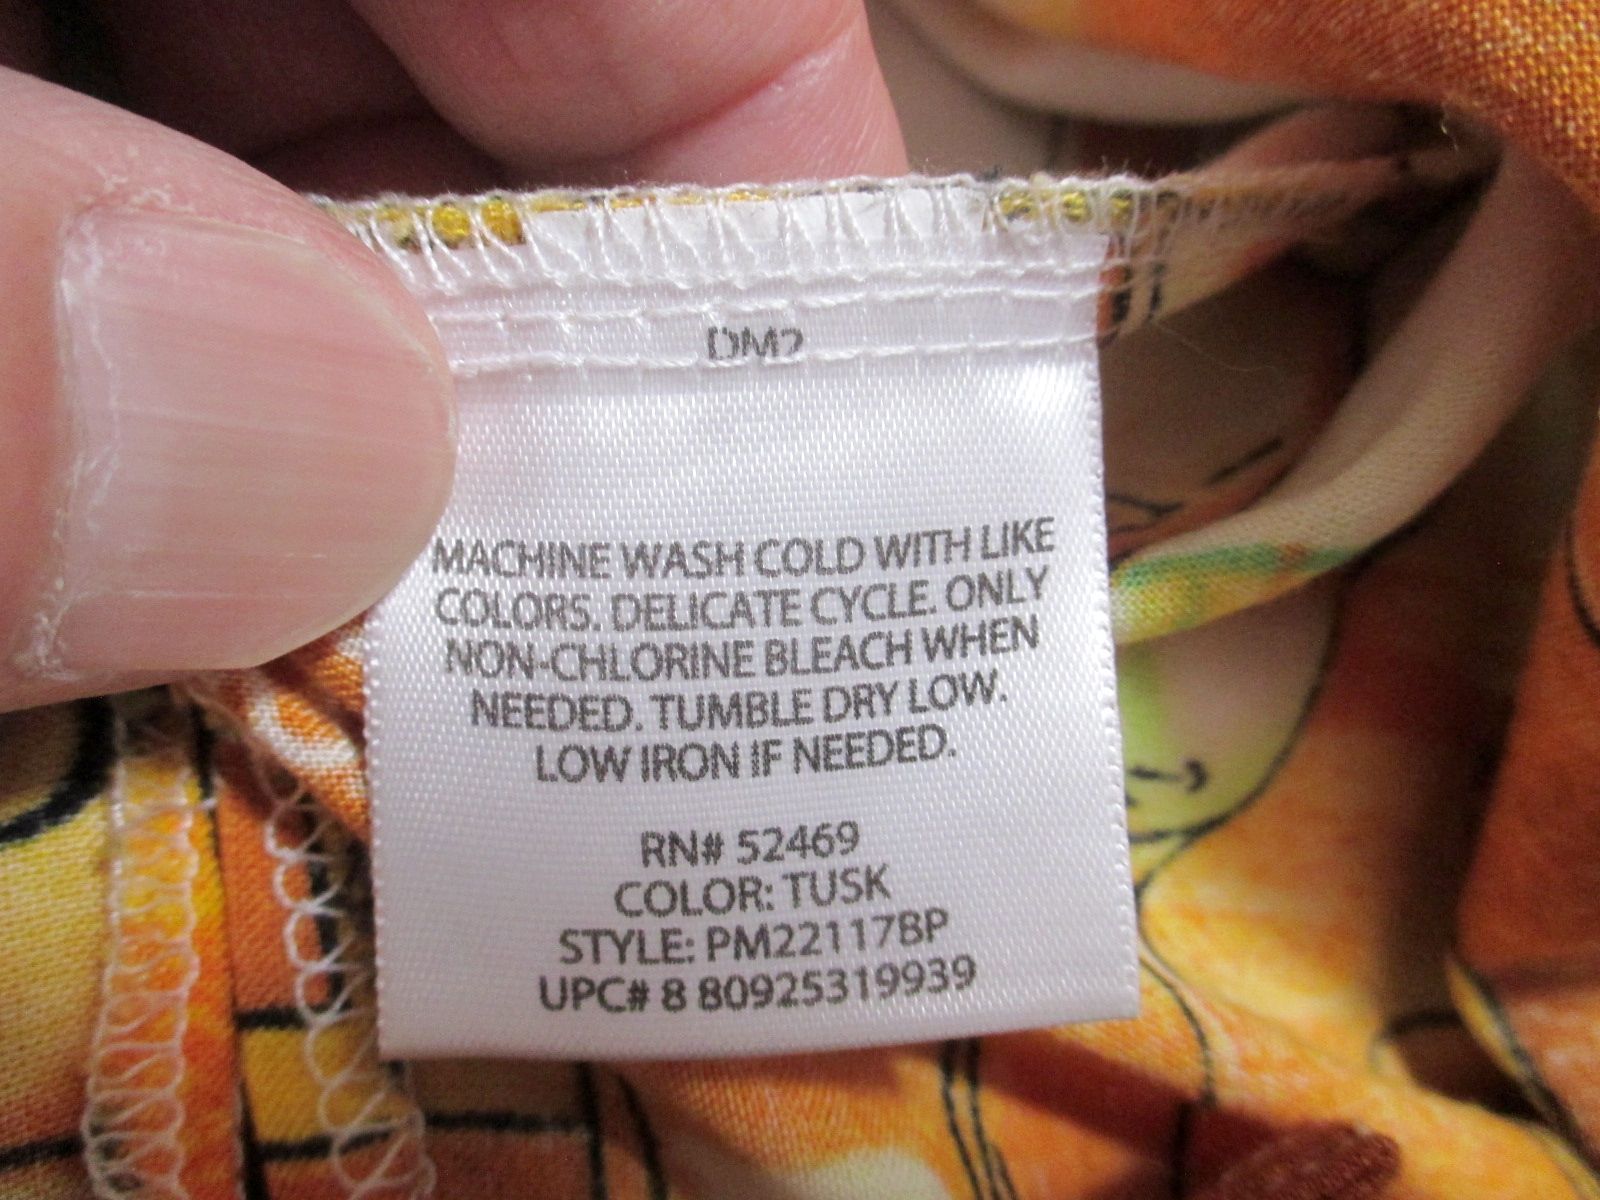 DM2
MACHINE WASH COLD WITH LIKE
COLORS. DELICATE CYCLE. ONLY
NON-CHLORINE BLEACH WHEN
NEEDED. TUMBLE DRY LOW.
LOW IRON IF NEEDED.
RN# 52469
COLOR: TUSK
STYLE: PM22117BP
UPC# 8 80925319939